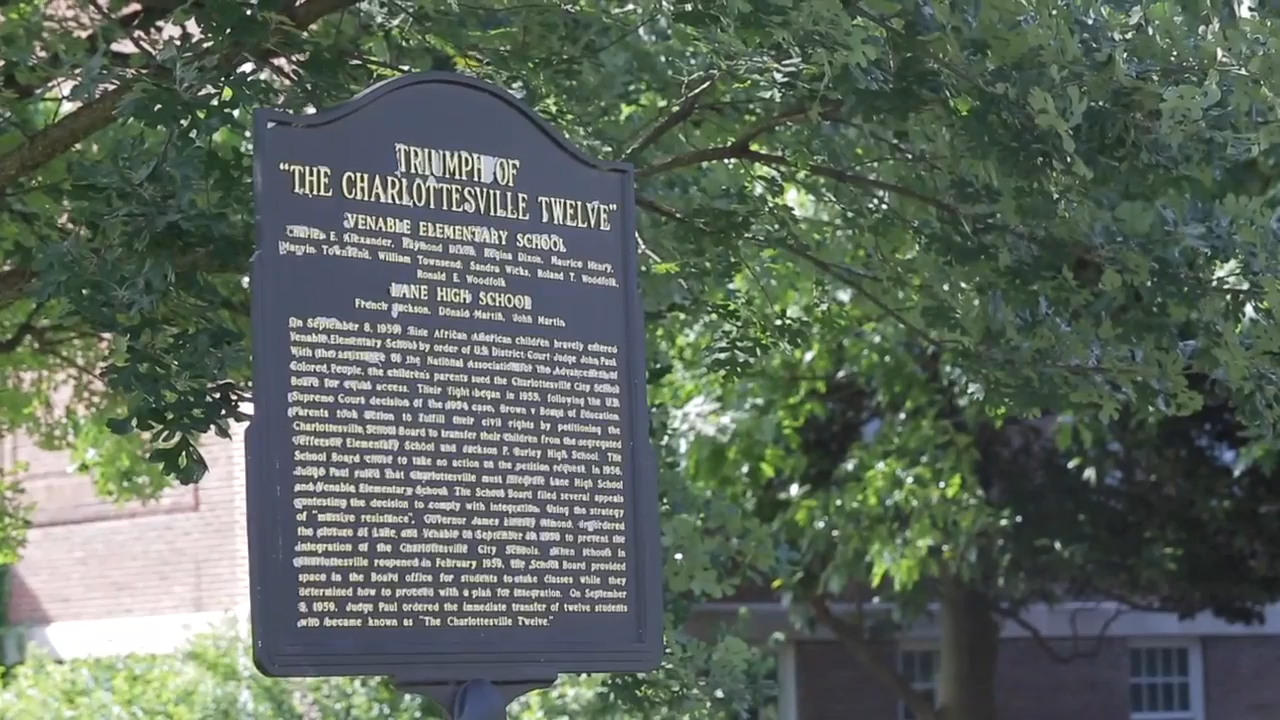 TRIUMPH OF
“THE CHARLOTTESVILLE TWELVE”
VENABLE ELEMENTARY SCHOOL
Charles E. Alexander, Raymond Dixon, Regina Dixon, Maurice Henry,
Marvin Townsend, William Townsend, Sandra Wicks, Roland T. Woodfolk,
Ronald E. Woodfolk
LANE HIGH SCHOOL
French Jackson, Donald Martin, John Martin
On September 8, 1959, nine African American children bravely entered
Venable Elementary School by order of U.S. District Court Judge John Paul.
With the assistance of the National Association for the Advancement of
Colored People, the children's parents sued the Charlottesville City School
Board for equal access. Their fight began in 1955, following the U.S.
Supreme Court decision of the 1954 case, Brown v Board of Education.
Parents took action to fulfill their civil rights by petitioning the
Charlottesville School Board to transfer their children from the segregated
Jefferson Elementary School and Jackson P. Burley High School. The
School Board chose to take no action on the petition request. In 1956,
Judge Paul ruled that Charlottesville must integrate Lane High School
and Venable Elementary School. The School Board filed several appeals
contesting the decision to comply with integration. Using the strategy
of "massive resistance", Governor James Lindsay Almond, Jr. ordered
the closure of Lane, and Venable on September to prevent the
integration of the Charlottesville City Schools. When schools in
Charlottesville reopened in February 1959, the School Board provided
space in the Board office for students to take classes while they
determined how to proceed with a plan for integration. On September
1959, Judge Paul ordered the immediate transfer of twelve students
who became known as "The Charlottesville Twelve."